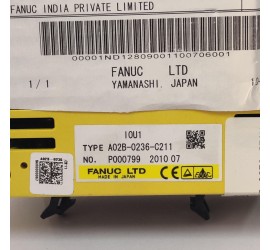 FANUC INDIA PRIVATE LIMITED
00001ND12809001100706001
FANUC LTD
1/1 YAMANASHI, JAPAN
IOU1
TYPE A02B-0236-C211
NO. P000799 2010 07
FANUC LTD
MADE IN JAPAN